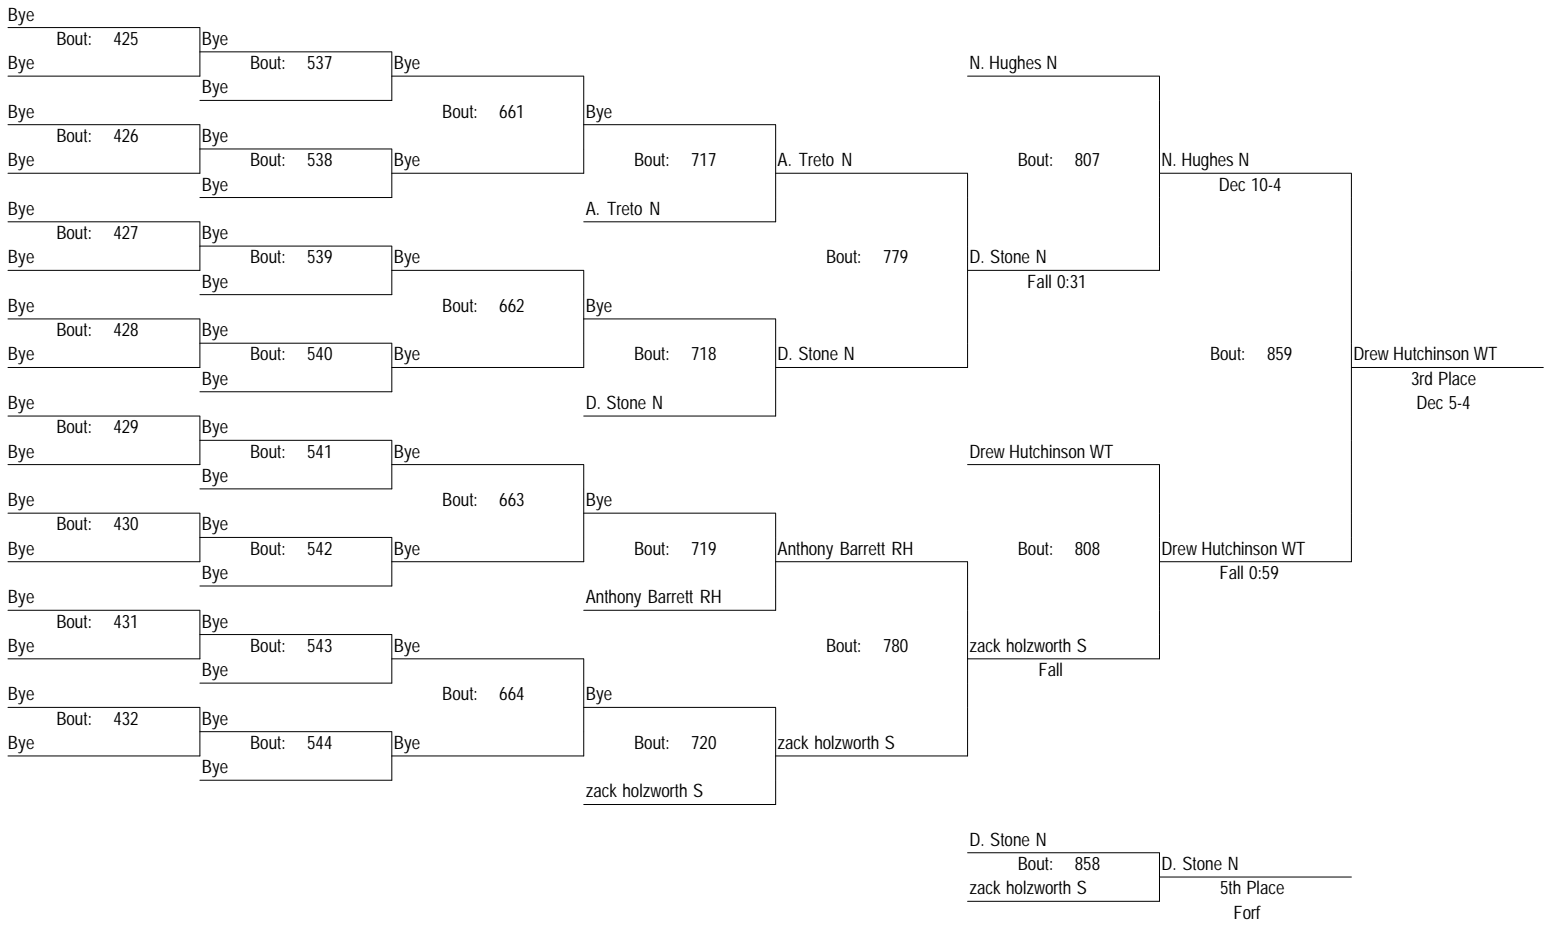 Bye
Bout: 425 Bye
Bye Bout: 537 Bye N. Hughes N
Bye
Bye Bout: 661 Bye
Bout: 426 Bye
Bye Bout: 538 Bye Bout: 717 A. Treto N Bout: 807 N. Hughes N
Bye Dec 10-4
Bye A. Treto N
Bout: 427 Bye
Bye Bout: 539 Bye Bout: 779 D. Stone N
Bye Fall 0:31
Bye Bout: 662 Bye
Bout: 428 Bye
Bye Bout: 540 Bye Bout: 718 D. Stone N Bout: 859 Drew Hutchinson WT
Bye 3rd Place
Bye D. Stone N Dec 5-4
Bout: 429 Bye
Bye Bout: 541 Bye Drew Hutchinson WT
Bye
Bye Bout: 663 Bye
Bout: 430 Bye
Bye Bout: 542 Bye Bout: 719 Anthony Barrett RH Bout: 808 Drew Hutchinson WT
Bye Fall 0:59
Bye Anthony Barrett RH
Bout: 431 Bye
Bye Bout: 543 Bye Bout: 780 zack holzworth S
Bye Fall
Bye Bout: 664 Bye
Bout: 432 Bye
Bye Bout: 544 Bye Bout: 720 zack holzworth S
Bye
zack holzworth S
D. Stone N
Bout: 858 D. Stone N
zack holzworth S 5th Place
Forf